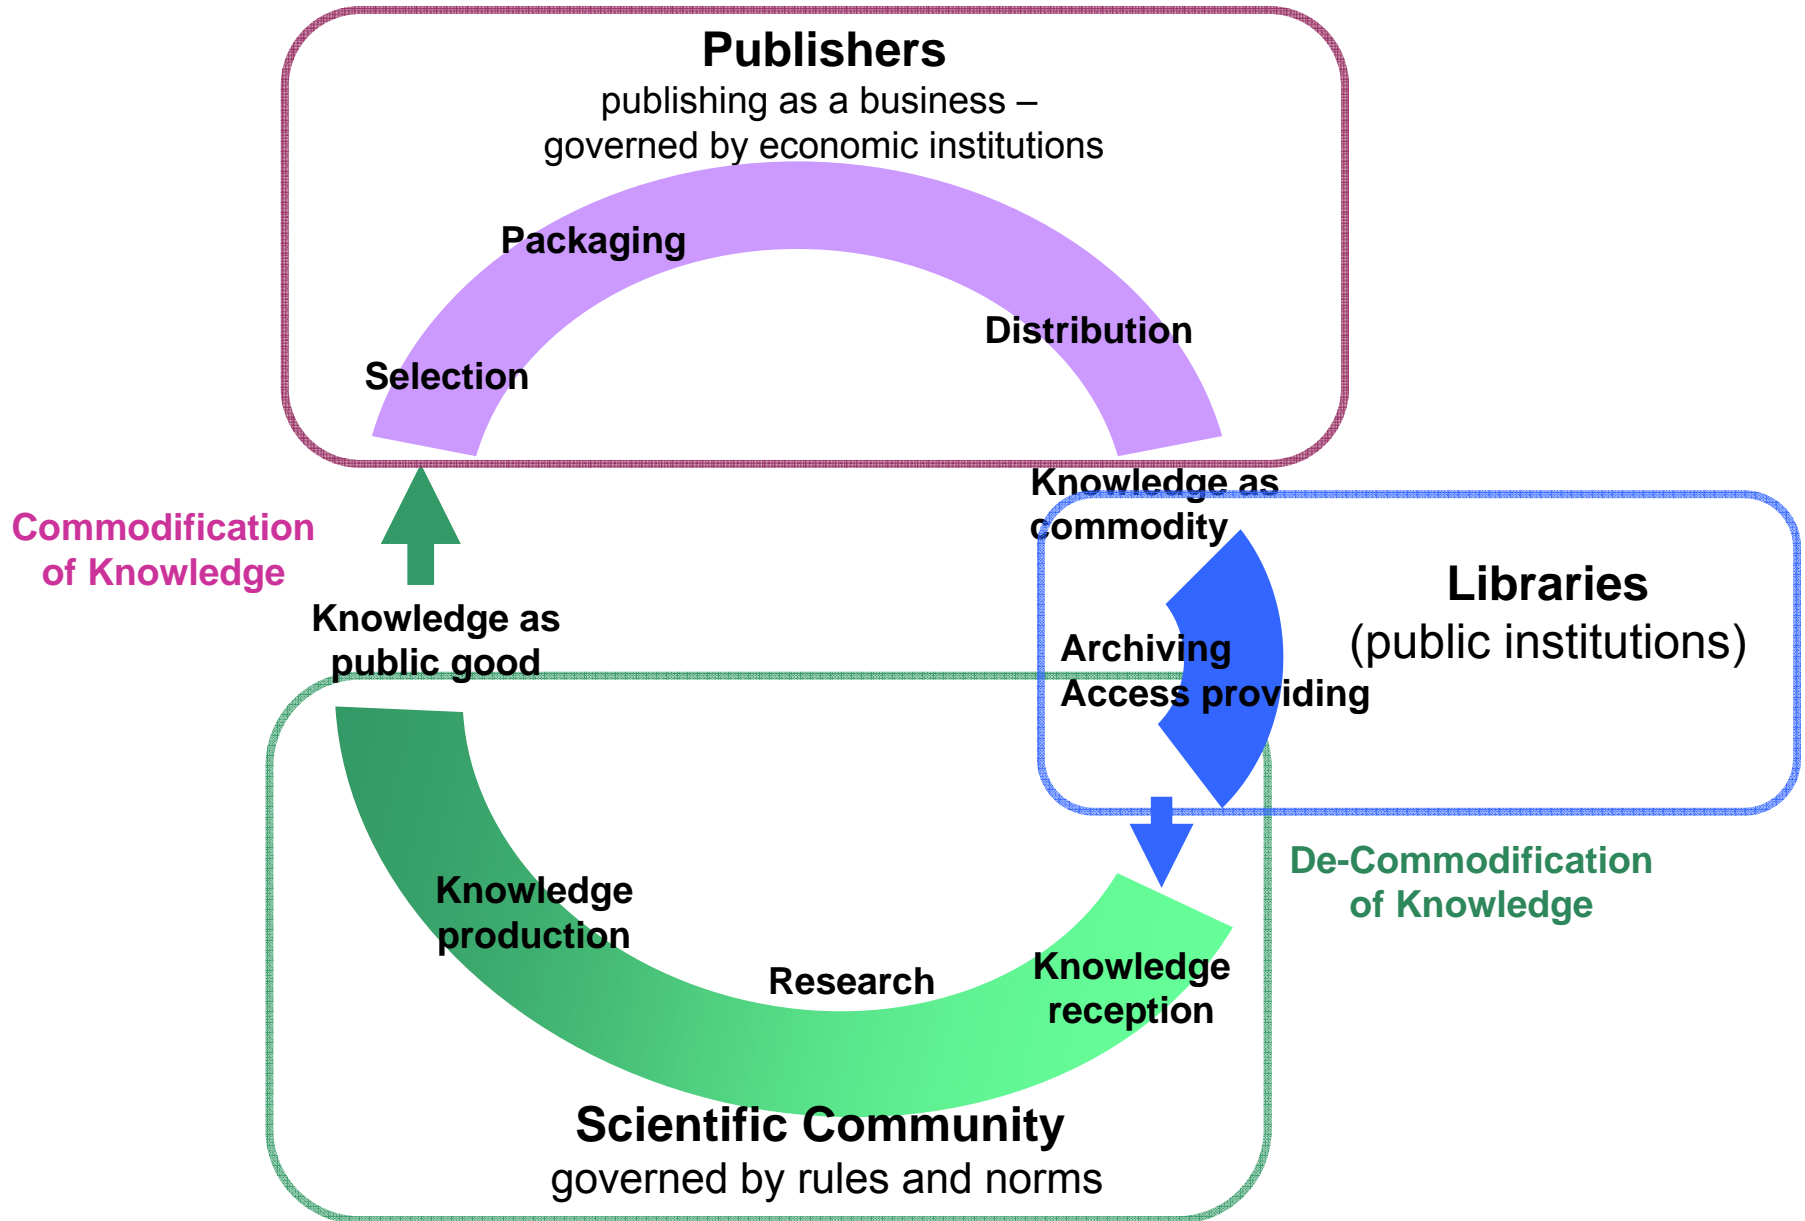 Publishers
publishing as a business –
governed by economic institutions
Packaging
Distribution
Selection
Knowledge as
commodity
Commodification
of Knowledge
Libraries
(public institutions)
Knowledge as
public good
Archiving
Access providing
De-Commodification
of Knowledge
Knowledge
production
Research
Knowledge
reception
Scientific Community
governed by rules and norms